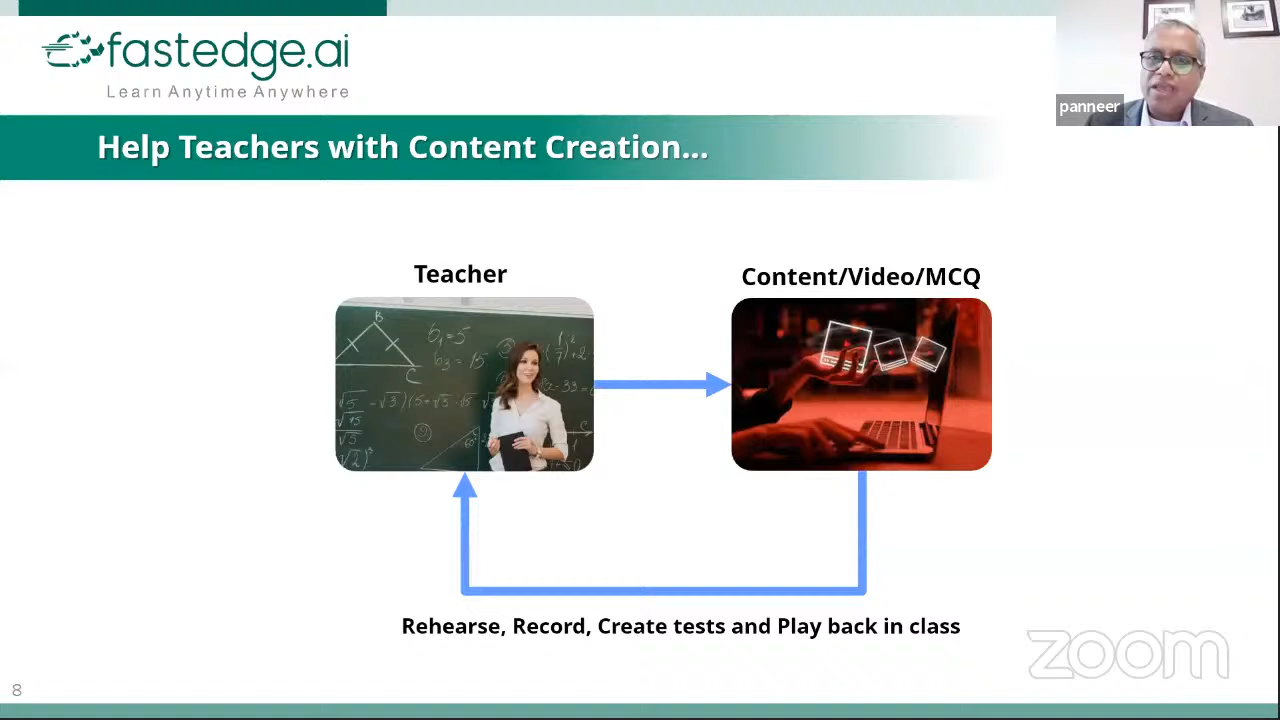 fastedge.ai
Learn Anytime Anywhere
panneer
Help Teachers with Content Creation...
Teacher
Content/Video/MCQ
Rehearse, Record, Create tests and Play back in class
zoom
8